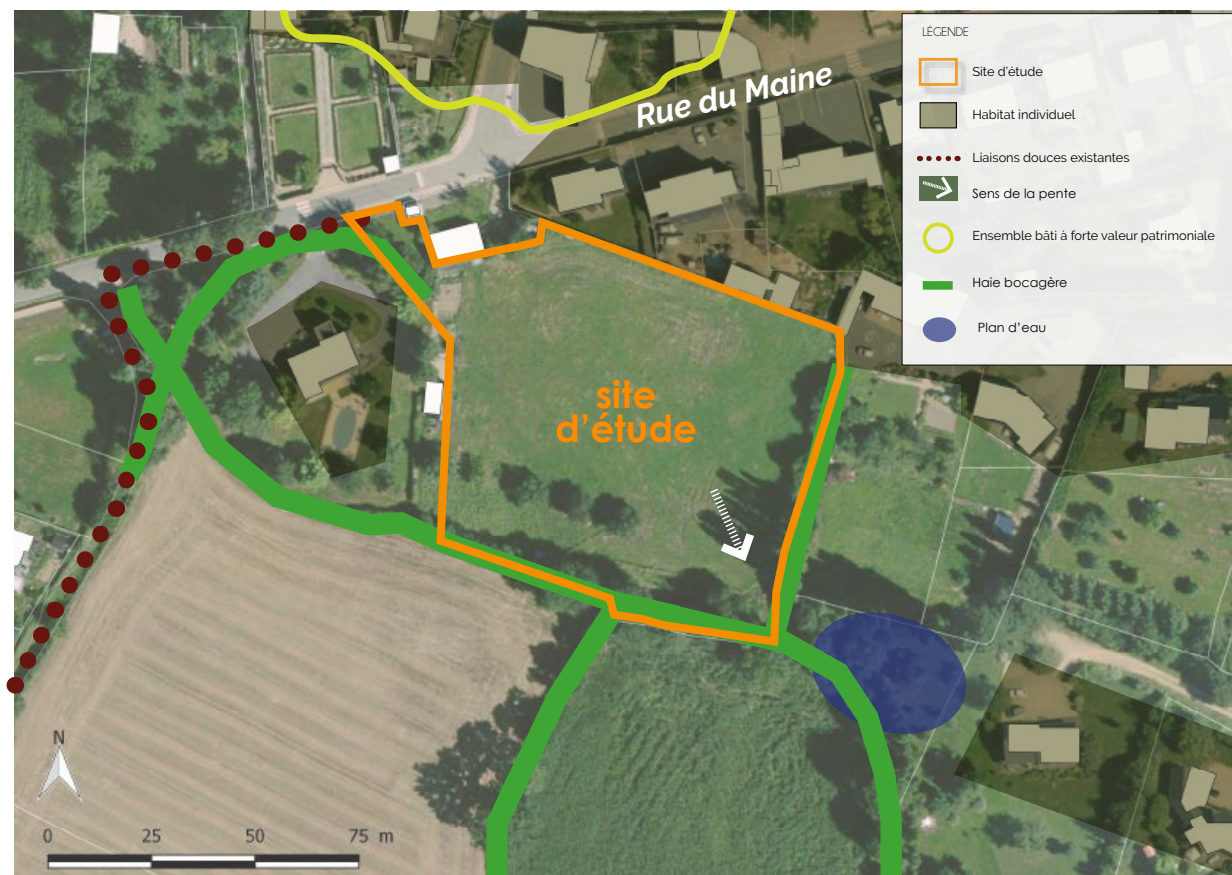 LÉGENDE
Site d'étude
Habitat individuel
Liaisons douces existantes
Sens de la pente
Ensemble bâti à forte valeur patrimoniale
Haie bocagère
Plan d'eau
Rue du Maine
site
d'étude
N
0 25 50 75 m